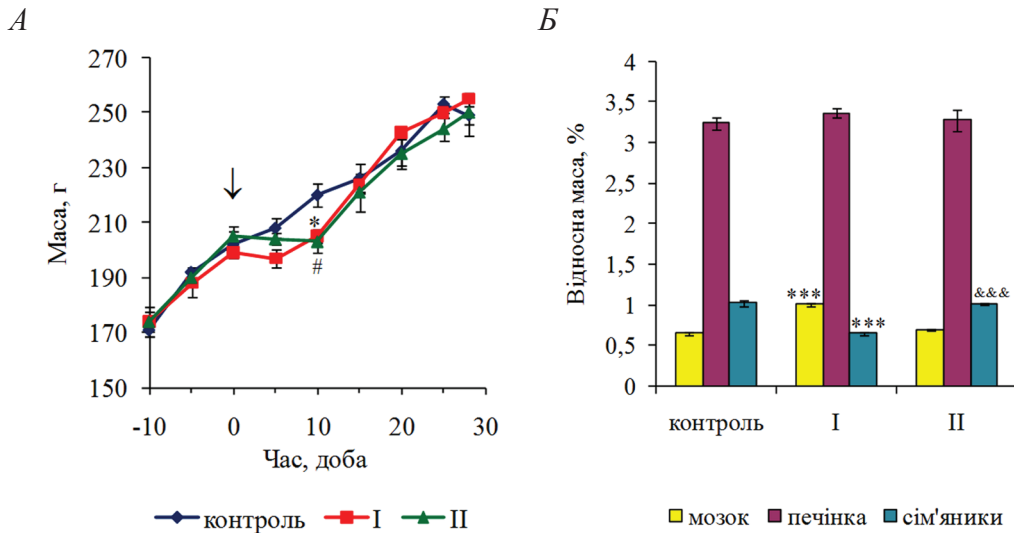 А
270
250
230
210
190
170
150
Маса, г
↓
*
#
-10 0 10 20 30
Час, доба
контроль I II
Б
4
3,5
3
2,5
2
1,5
1
0,5
0
Відносна маса, %
*** *** &&&
контроль I II
мозок печінка сім'яники